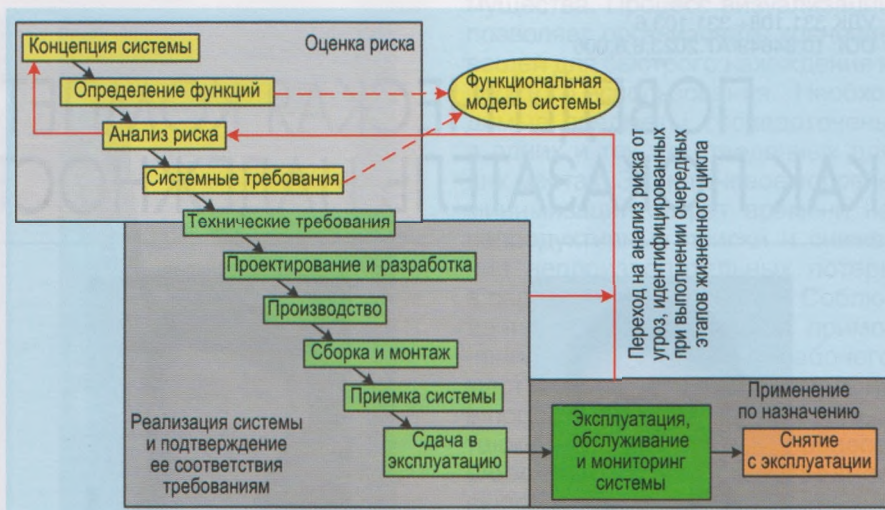 Концепция системы
Оценка риска
Определение функций
Функциональная
модель системы
Анализ риска
Системные требования
Технические требования
Проектирование и разработка
Производство
Сборка и монтаж
Приемка системы
Сдача в
эксплуатацию
Реализация системы
и подтверждение
ее соответствия
требованиям
Переход на анализ риска от
угроз, идентифицированных
при выполнении очередных
этапов жизненного цикла
Применение
по назначению
Эксплуатация,
обслуживание
и мониторинг
системы
Снятие
с эксплуатации